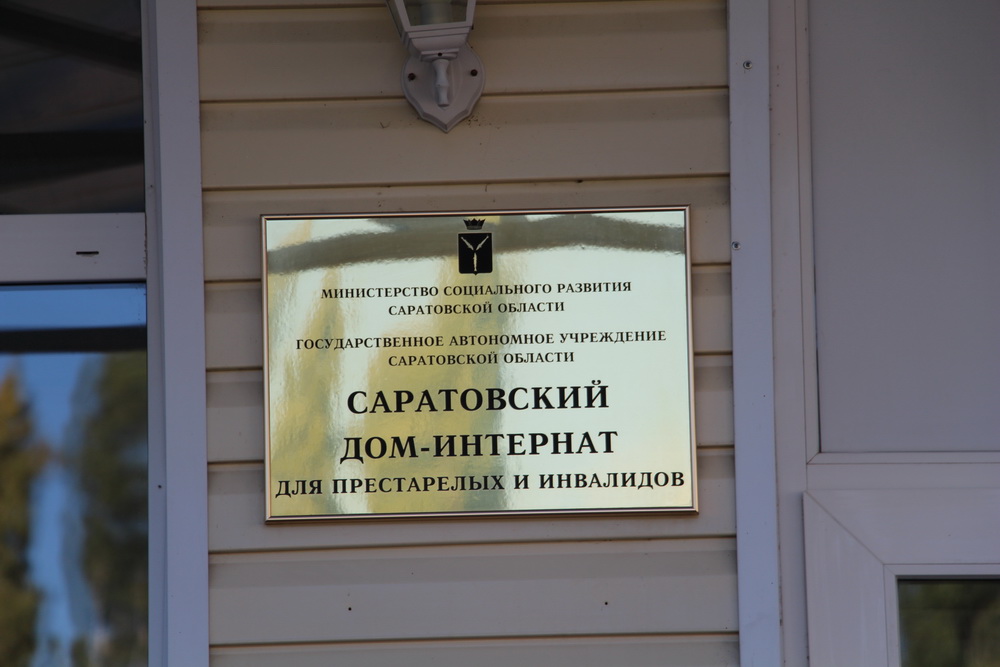 МИНИСТЕРСТВО СОЦИАЛЬНОГО РАЗВИТИЯ
САРАТОВСКОЙ ОБЛАСТИ
ГОСУДАРСТВЕННОЕ АВТОНОМНОЕ УЧРЕЖДЕНИЕ
САРАТОВСКОЙ ОБЛАСТИ
САРАТОВСКИЙ
ДОМ-ИНТЕРНАТ
ДЛЯ ПРЕСТАРЕЛЫХ И ИНВАЛИДОВ